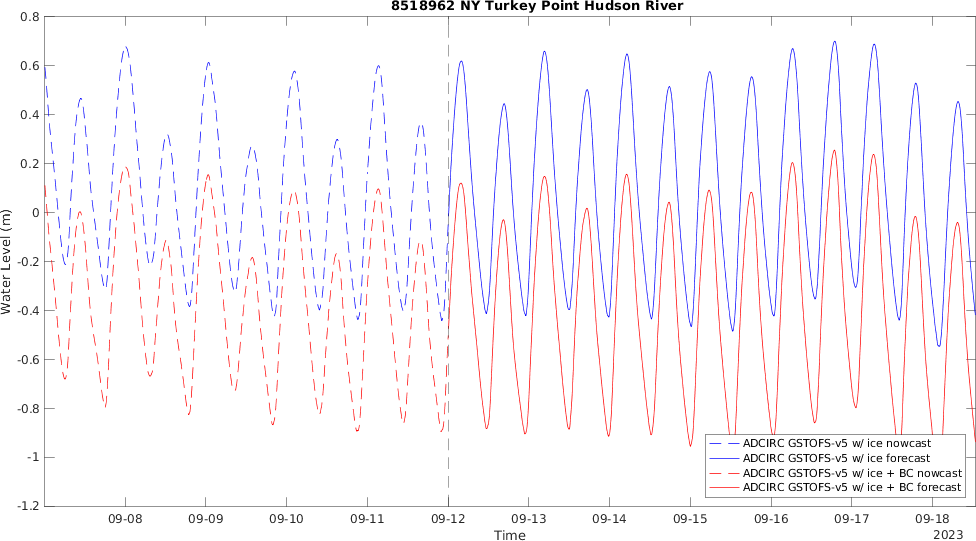 8518962 NY Turkey Point Hudson River
0.8
0.6
0.4
0.2
0
-0.2
-0.4
-0.6
-0.8
-1
-1.2
Water Level (m)
09-08 09-09 09-10 09-11 09-12 09-13 09-14 09-15 09-16 09-17 09-18
Time
2023
ADCIRC GSTOFS-v5 w/ ice nowcast
ADCIRC GSTOFS-v5 w/ ice forecast
ADCIRC GSTOFS-v5 w/ ice + BC nowcast
ADCIRC GSTOFS-v5 w/ ice + BC forecast